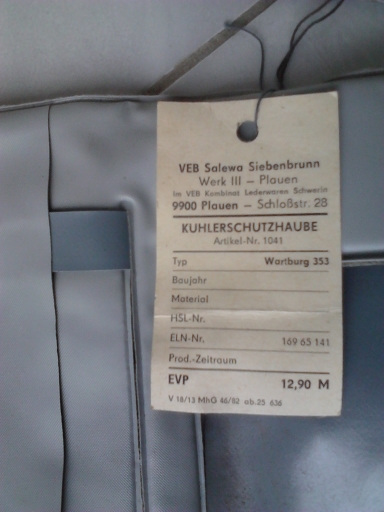 VEB Salewa Siebenbrunn
Werk III – Plauen
im VEB Kombinat Lederwaren Schwerin
9900 Plauen – Schloßstr. 28
KUHLERSCHUTZHAUBE
Artikel-Nr. 1041
Typ Wartburg 353
Baujahr
Material
HSL-Nr.
ELN-Nr. 169 65 141
Prod.-Zeitraum
EVP 12,90 M
V 18/13 MhG 46/82 ob.25 636